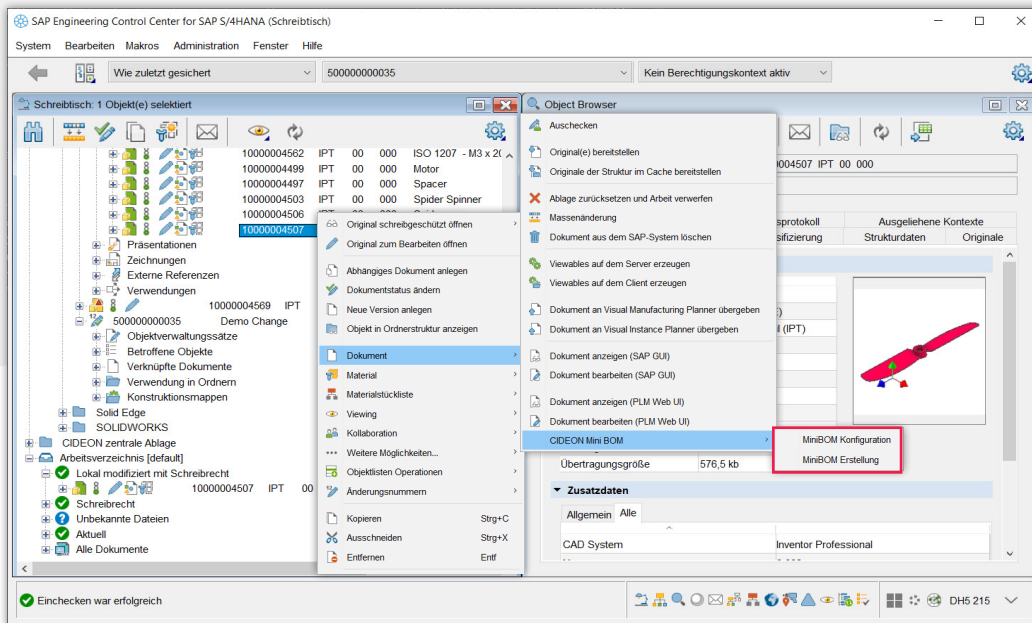 SAP Engineering Control Center for SAP S/4HANA (Schreibtisch)
System Bearbeiten Makros Administration Fenster Hilfe
Wie zuletzt gesichert 500000000035 Kein Berechtigungskontext aktiv
Schreibtisch: 1 Objekt(e) selektiert
10000004562 IPT 00 000 ISO 1207 - M3 x 20
10000004499 IPT 00 000 Motor
10000004497 IPT 00 000 Spacer
10000004503 IPT 00 000 Spider Spinner
10000004506
10000004507
Präsentationen
Zeichnungen
Externe Referenzen
Verwendungen
10000004569 IPT
500000000035 Demo Change
Objektverwaltungssätze
Betroffene Objekte
Verknüpfte Dokumente
Verwendung in Ordnern
Konstruktionsmappen
Solid Edge
SOLIDWORKS
CIDEON zentrale Ablage
Arbeitsverzeichnis [default]
Lokal modifiziert mit Schreibrecht
10000004507 IPT 00
Schreibrecht
Unbekannte Dateien
Aktuell
Alle Dokumente
Original schreibgeschützt öffnen
Original zum Bearbeiten öffnen
Abhängiges Dokument anlegen
Dokumentstatus ändern
Neue Version anlegen
Objekt in Ordnerstruktur anzeigen
Dokument
Material
Materialstückliste
Viewing
Kollaboration
Weitere Möglichkeiten...
Objektlisten Operationen
Änderungsnummern
Kopieren Strg+C
Ausschneiden Strg+X
Entfernen Entf
Object Browser
Auschecken
Original(e) bereitstellen
Originale der Struktur im Cache bereitstellen
Ablage zurücksetzen und Arbeit verwerfen
Massenänderung
Dokument aus dem SAP-System löschen
Viewables auf dem Server erzeugen
Viewables auf dem Client erzeugen
Dokument an Visual Manufacturing Planner übergeben
Dokument an Visual Instance Planner übergeben
Dokument anzeigen (SAP GUI)
Dokument bearbeiten (SAP GUI)
Dokument anzeigen (PLM Web UI)
Dokument bearbeiten (PLM Web UI)
CIDEON Mini BOM
MiniBOM Konfiguration
MiniBOM Erstellung
004507 IPT 00 000
sprotokoll Ausgeliehene Kontexte
sifizierung Strukturdaten Originale
l (IPT)
Übertragungsgröße 576,5 kb
Zusatzdaten
Allgemein Alle
CAD System Inventor Professional
Einchecken war erfolgreich
DH5 215